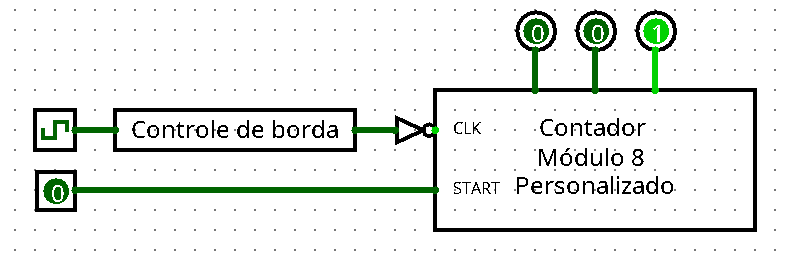 0 0 1
Controle de borda
CLK
Contador
Módulo 8
0
START
Personalizado